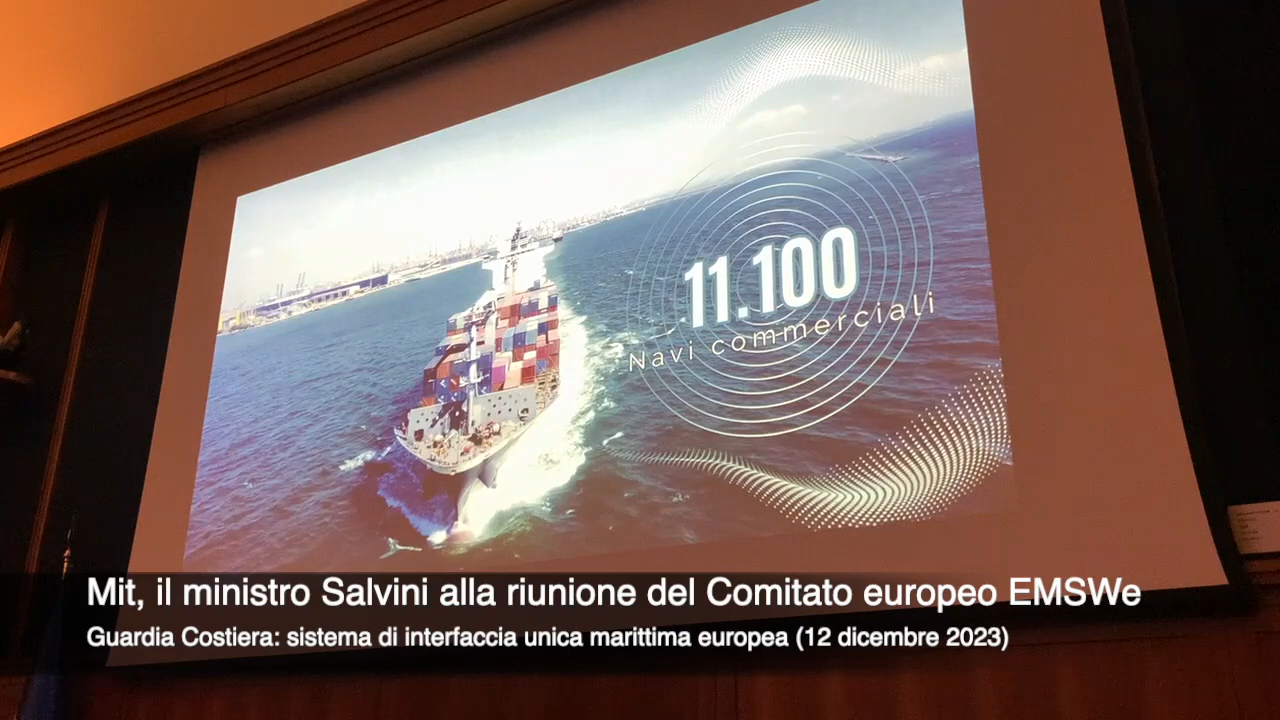 11.100
Navi commerciali
Mit, il ministro Salvini alla riunione del Comitato europeo EMSWe
Guardia Costiera: sistema di interfaccia unica marittima europea (12 dicembre 2023)